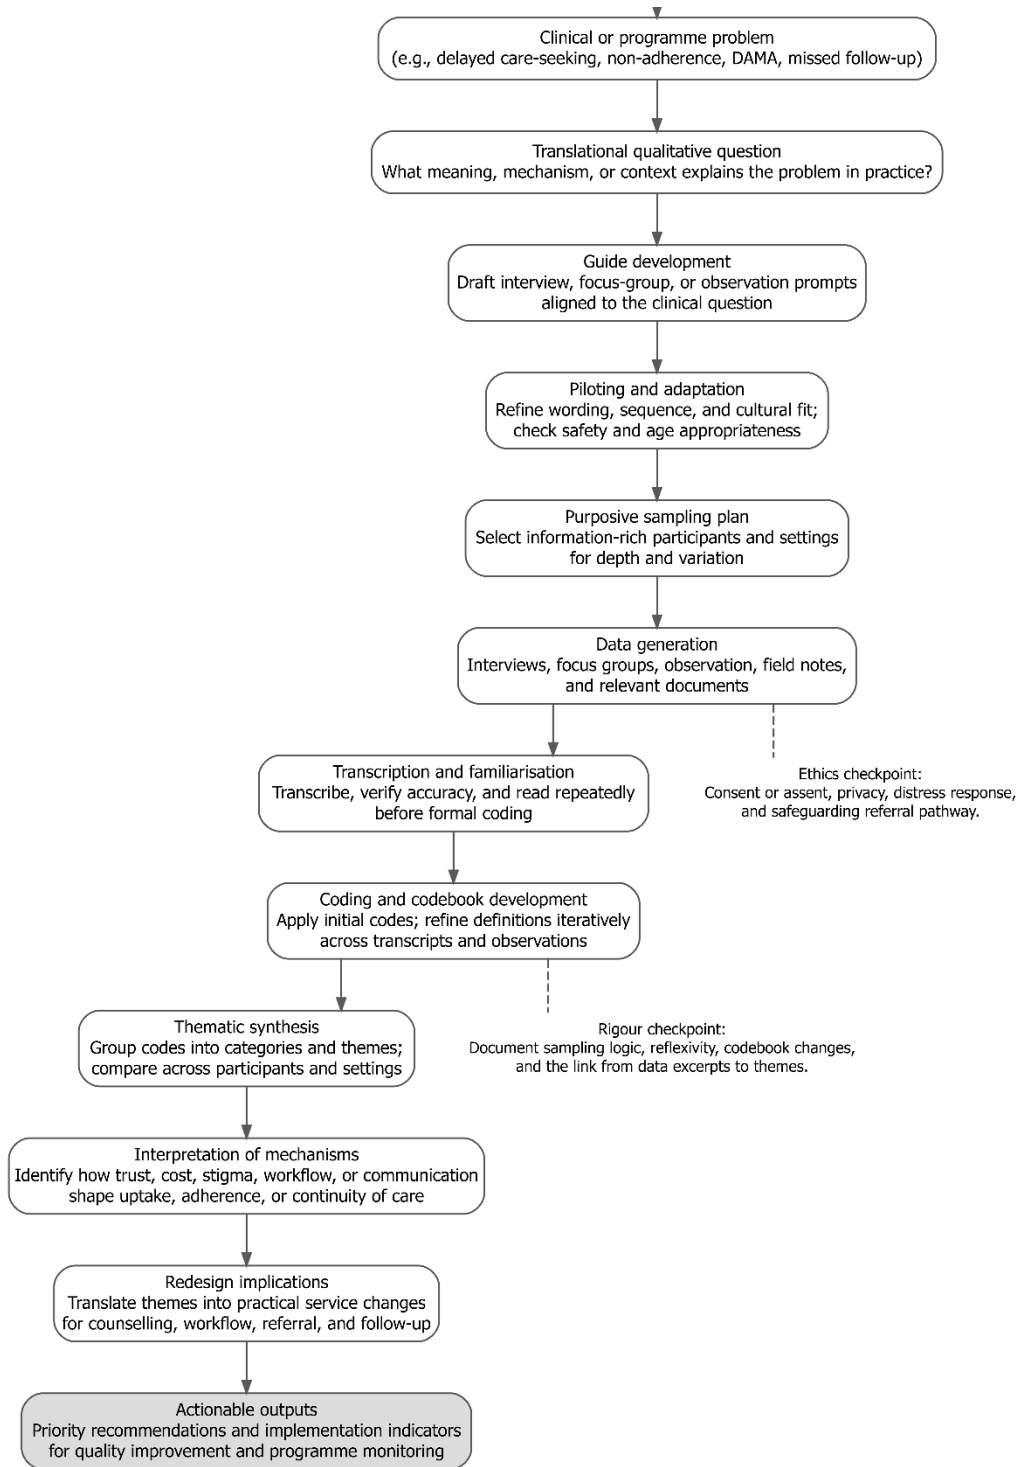 Clinical or programme problem
(e.g., delayed care-seeking, non-adherence, DAMA, missed follow-up)
Translational qualitative question
What meaning, mechanism, or context explains the problem in practice?
Guide development
Draft interview, focus-group, or observation prompts
aligned to the clinical question
Piloting and adaptation
Refine wording, sequence, and cultural fit;
check safety and age appropriateness
Purposive sampling plan
Select information-rich participants and settings
for depth and variation
Data generation
Interviews, focus groups, observation, field notes,
and relevant documents
Transcription and familiarisation
Transcribe, verify accuracy, and read repeatedly
before formal coding
Ethics checkpoint:
Consent or assent, privacy, distress response,
and safeguarding referral pathway.
Coding and codebook development
Apply initial codes; refine definitions iteratively
across transcripts and observations
Thematic synthesis
Group codes into categories and themes;
compare across participants and settings
Rigour checkpoint:
Document sampling logic, reflexivity, codebook changes,
and the link from data excerpts to themes.
Interpretation of mechanisms
Identify how trust, cost, stigma, workflow, or communication
shape uptake, adherence, or continuity of care
Redesign implications
Translate themes into practical service changes
for counselling, workflow, referral, and follow-up
Actionable outputs
Priority recommendations and implementation indicators
for quality improvement and programme monitoring